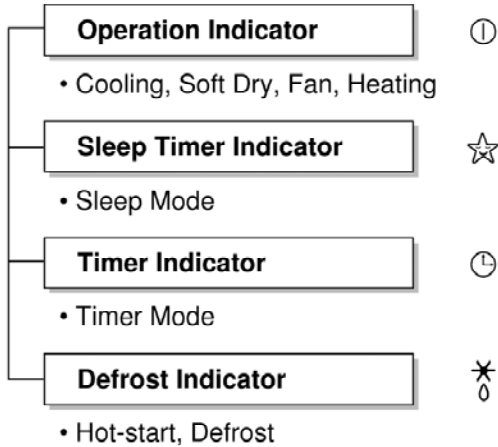 Operation Indicator
• Cooling, Soft Dry, Fan, Heating
Sleep Timer Indicator
• Sleep Mode
Timer Indicator
• Timer Mode
Defrost Indicator
• Hot-start, Defrost